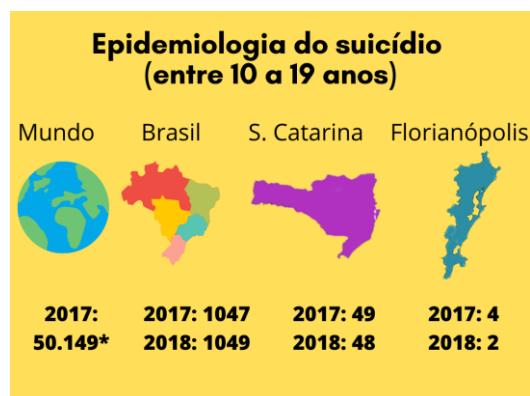 Epidemiologia do suicídio
(entre 10 a 19 anos)
Mundo
Brasil
S. Catarina
Florianópolis
2017:
50.149*
2017: 1047
2018: 1049
2017: 49
2018: 48
2017: 4
2018: 2